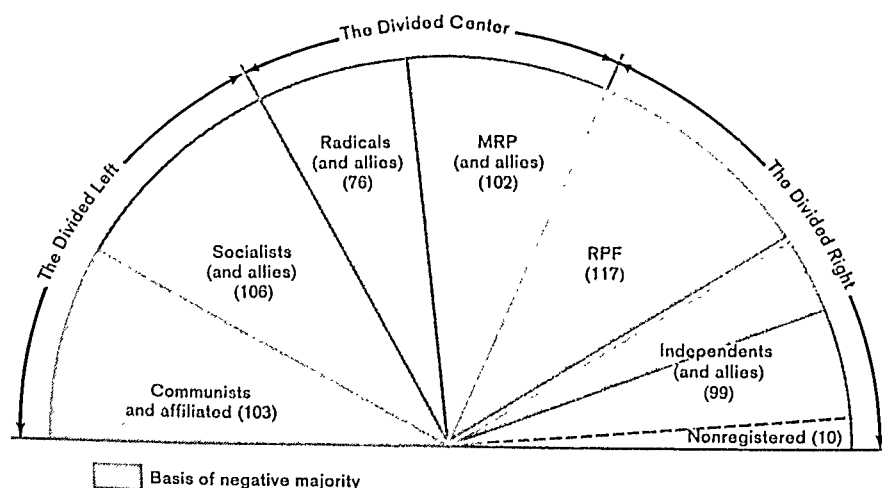 The Divided Center
The Divided Left
The Divided Right
Radicals
(and allies)
(76)
MRP
(and allies)
(102)
Socialists
(and allies)
(106)
RPF
(117)
Communists
and affiliated (103)
Independents
(and allies)
(99)
Nonregistered (10)
Basis of negative majority